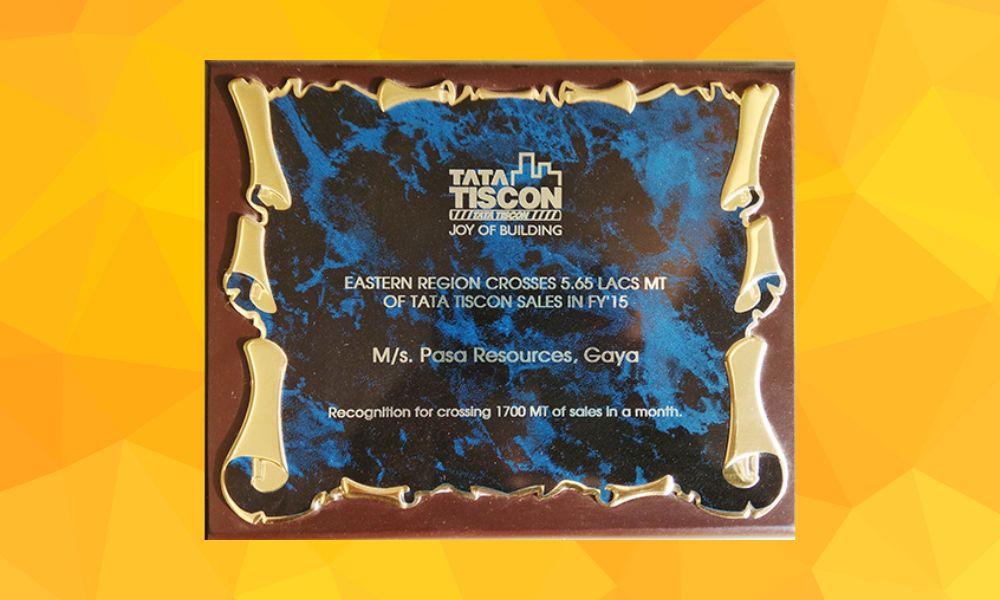 TATA
TISCON
TATA TISCON
JOY OF BUILDING
EASTERN REGION CROSSES 5.65 LACS MT
OF TATA TISCON SALES IN FY'15
M/s. Pasa Resources, Gaya
Recognition for crossing 1700 MT of sales in a month.